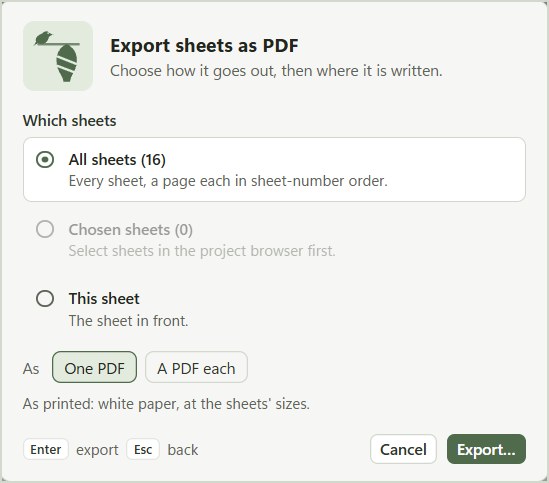 Export sheets as PDF
Choose how it goes out, then where it is written.
Which sheets
All sheets (16)
Every sheet, a page each in sheet-number order.
Chosen sheets (0)
Select sheets in the project browser first.
This sheet
The sheet in front.
As One PDF A PDF each
As printed: white paper, at the sheets' sizes.
Enter export Esc back Cancel Export...